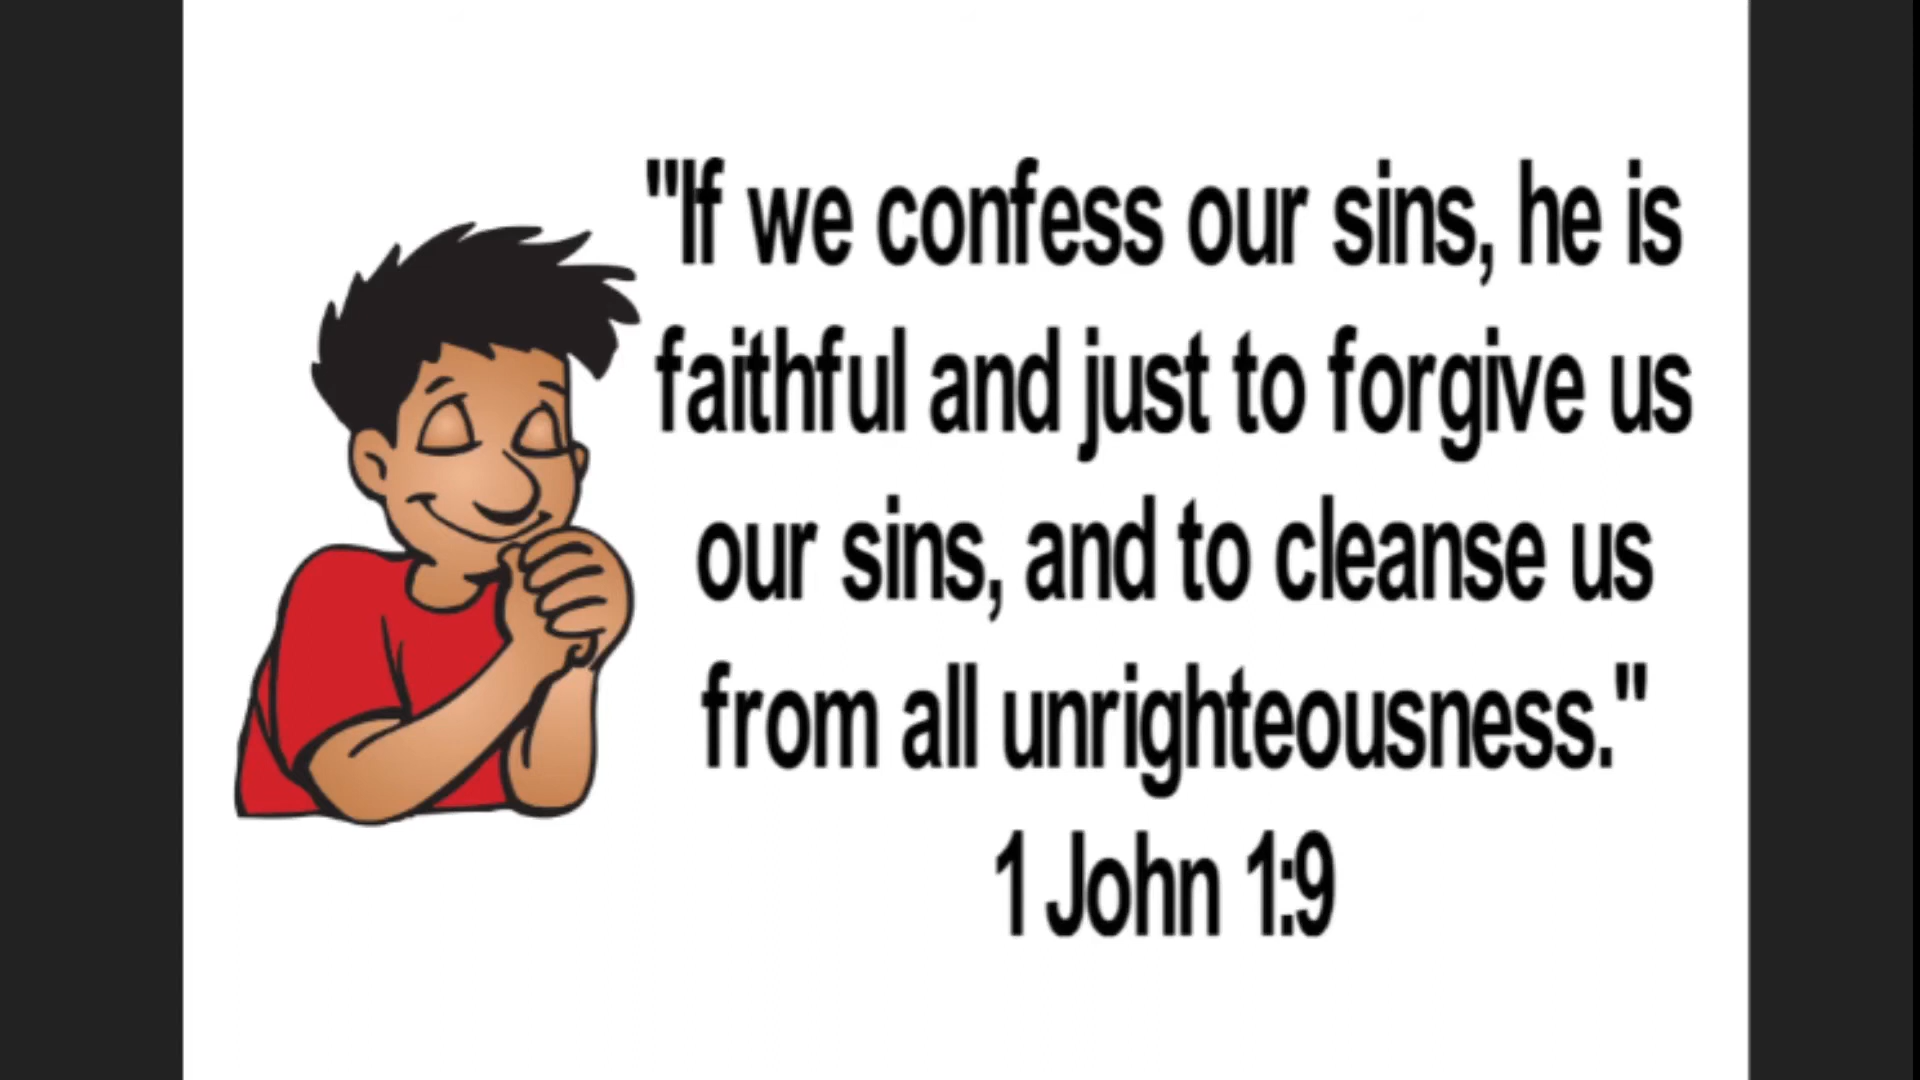 "If we confess our sins, he is
faithful and just to forgive us
our sins, and to cleanse us
from all unrighteousness."
1 John 1:9